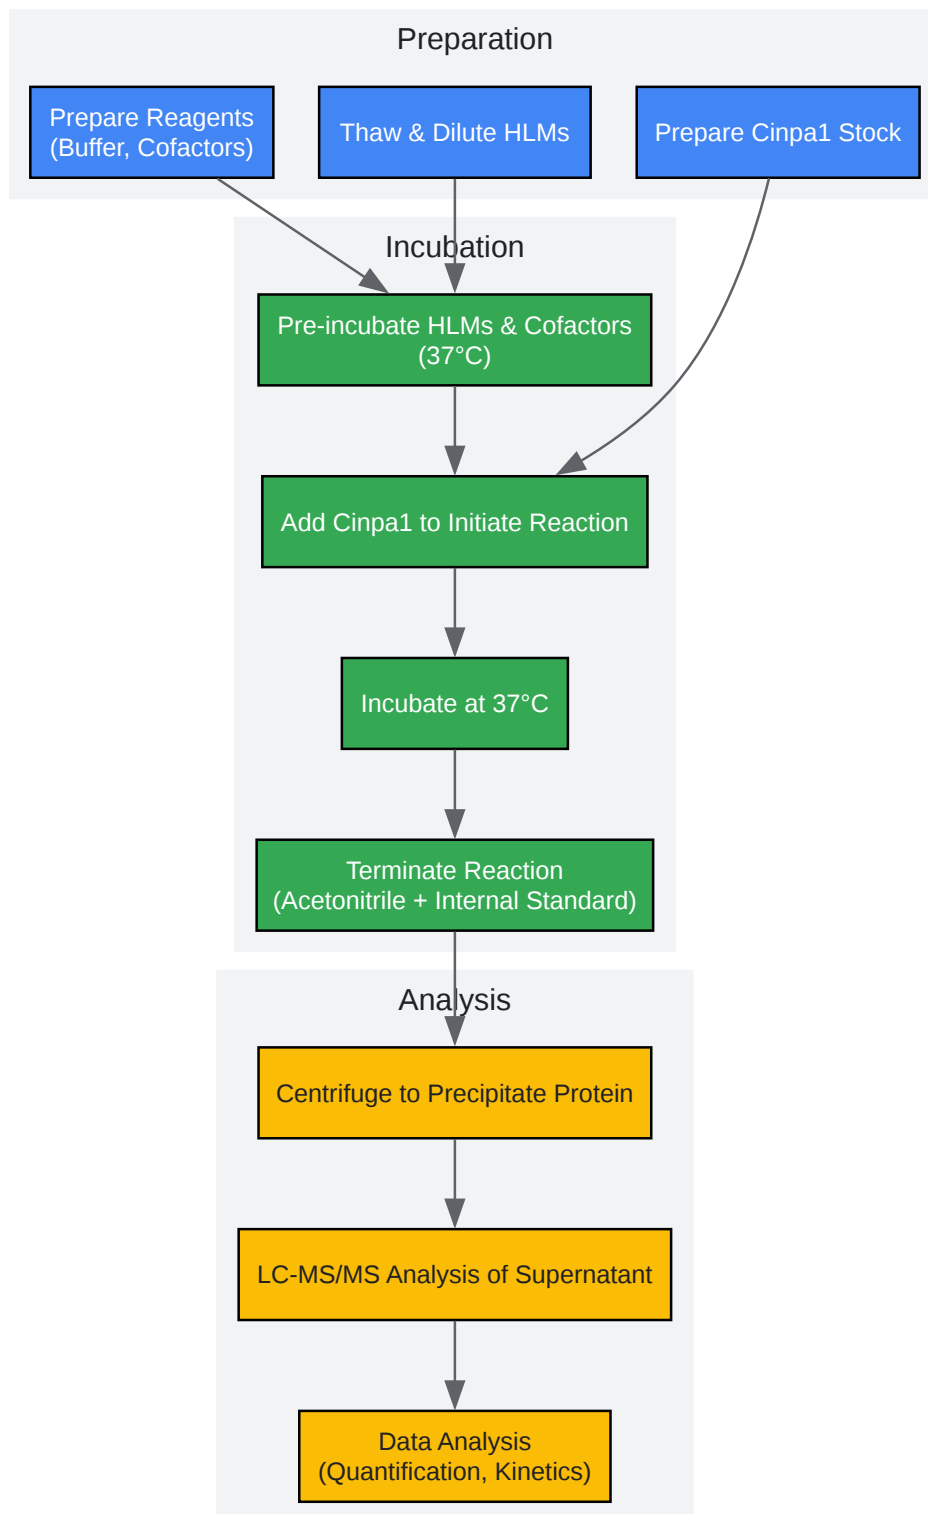 Preparation
Prepare Reagents
(Buffer, Cofactors)
Thaw & Dilute HLMs
Prepare Cinpa1 Stock
Incubation
Pre-incubate HLMs & Cofactors
(37°C)
Add Cinpa1 to Initiate Reaction
Incubate at 37°C
Terminate Reaction
(Acetonitrile + Internal Standard)
Analysis
Centrifuge to Precipitate Protein
LC-MS/MS Analysis of Supernatant
Data Analysis
(Quantification, Kinetics)